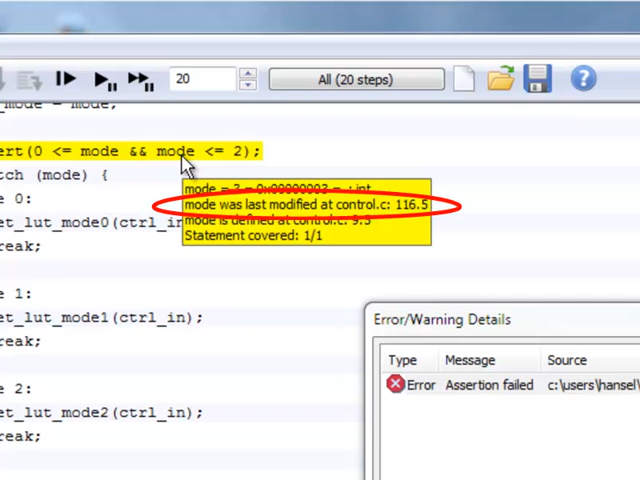 20
All (20 steps)
_mode = mode;
ert(0 <= mode && mode <= 2);
tch (mode) {
mode = 3 = 0x00000003 = . : int
e 0:
mode was last modified at control.c: 116.5
et_lut_mode0(ctrl_in
mode is defined at control.c: 9.5
Statement covered: 1/1
reak;
e 1:
et_lut_mode1(ctrl_in);
Error/Warning Details
reak;
Type Message Source
Error Assertion failed c:\users\hansel\
e 2:
et_lut_mode2(ctrl_in);
reak;